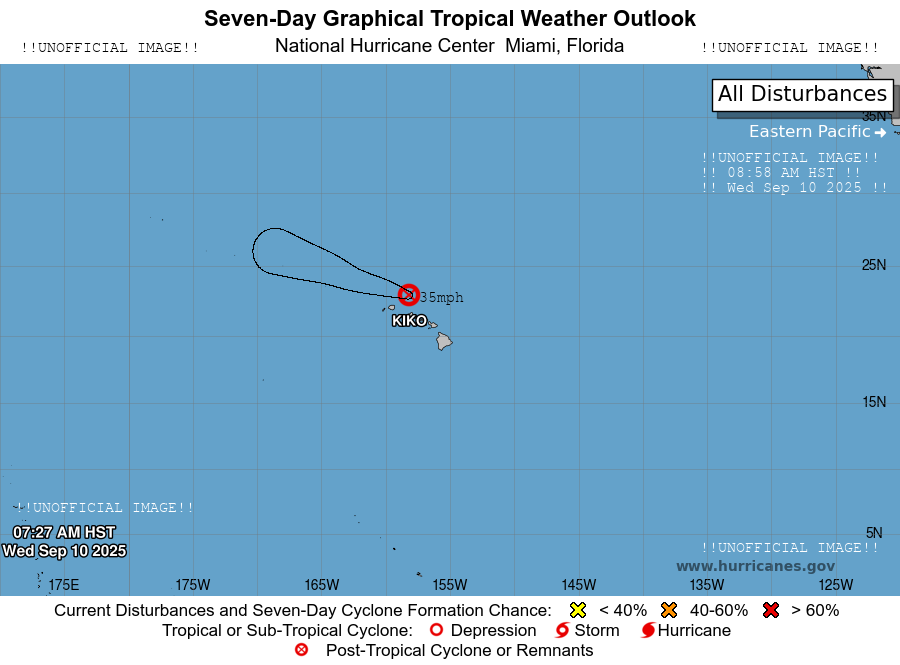 Seven-Day Graphical Tropical Weather Outlook
!!UNOFFICIAL IMAGE!!
National Hurricane Center  Miami, Florida
!!UNOFFICIAL IMAGE!!
All Disturbances
35N
Eastern Pacific
!!UNOFFICIAL IMAGE!!
!! 08:58 AM HST !!
!! Wed Sep 10 2025 !!
25N
35mph
KIKO
15N
!!UNOFFICIAL IMAGE!!
07:27 AM HST
Wed Sep 10 2025
5N
!!UNOFFICIAL IMAGE!!
www.hurricanes.gov
175E 175W 165W 155W 145W 135W 125W
Current Disturbances and Seven-Day Cyclone Formation Chance: < 40% 40-60% > 60%
Tropical or Sub-Tropical Cyclone: Depression Storm Hurricane
Post-Tropical Cyclone or Remnants